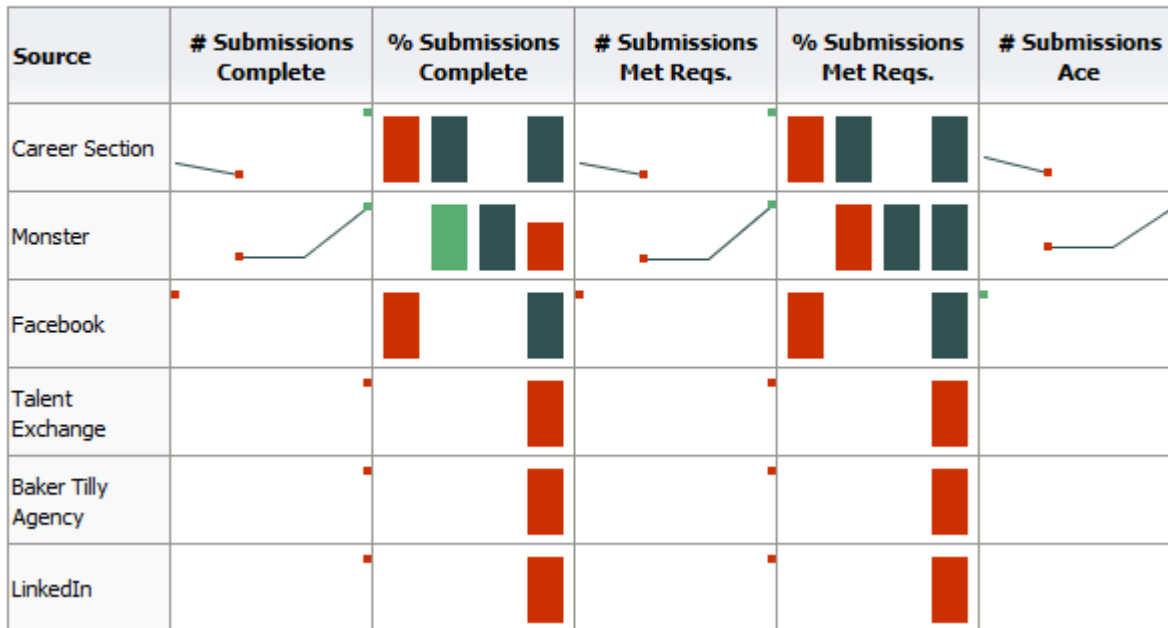 Source
# Submissions
Complete
% Submissions
Complete
# Submissions
Met Reqs.
% Submissions
Met Reqs.
# Submissions
Ace
Career Section
Monster
Facebook
Talent
Exchange
Baker Tilly
Agency
LinkedIn